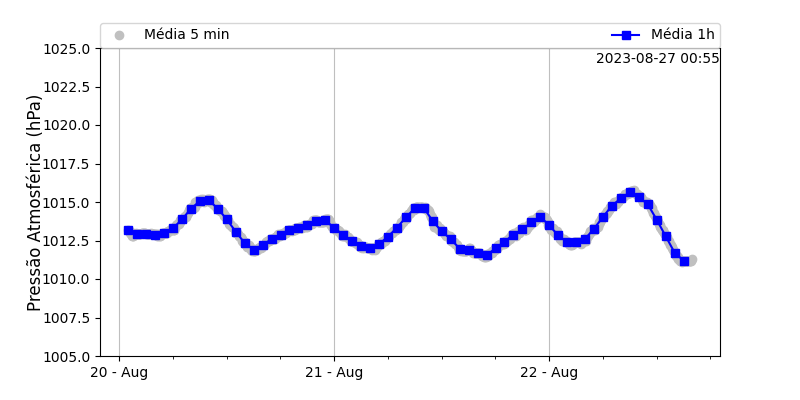 Média 5 min
Média 1h
2023-08-27 00:55
Pressão Atmosférica (hPa)
1025.0
1022.5
1020.0
1017.5
1015.0
1012.5
1010.0
1007.5
1005.0
20 - Aug
21 - Aug
22 - Aug